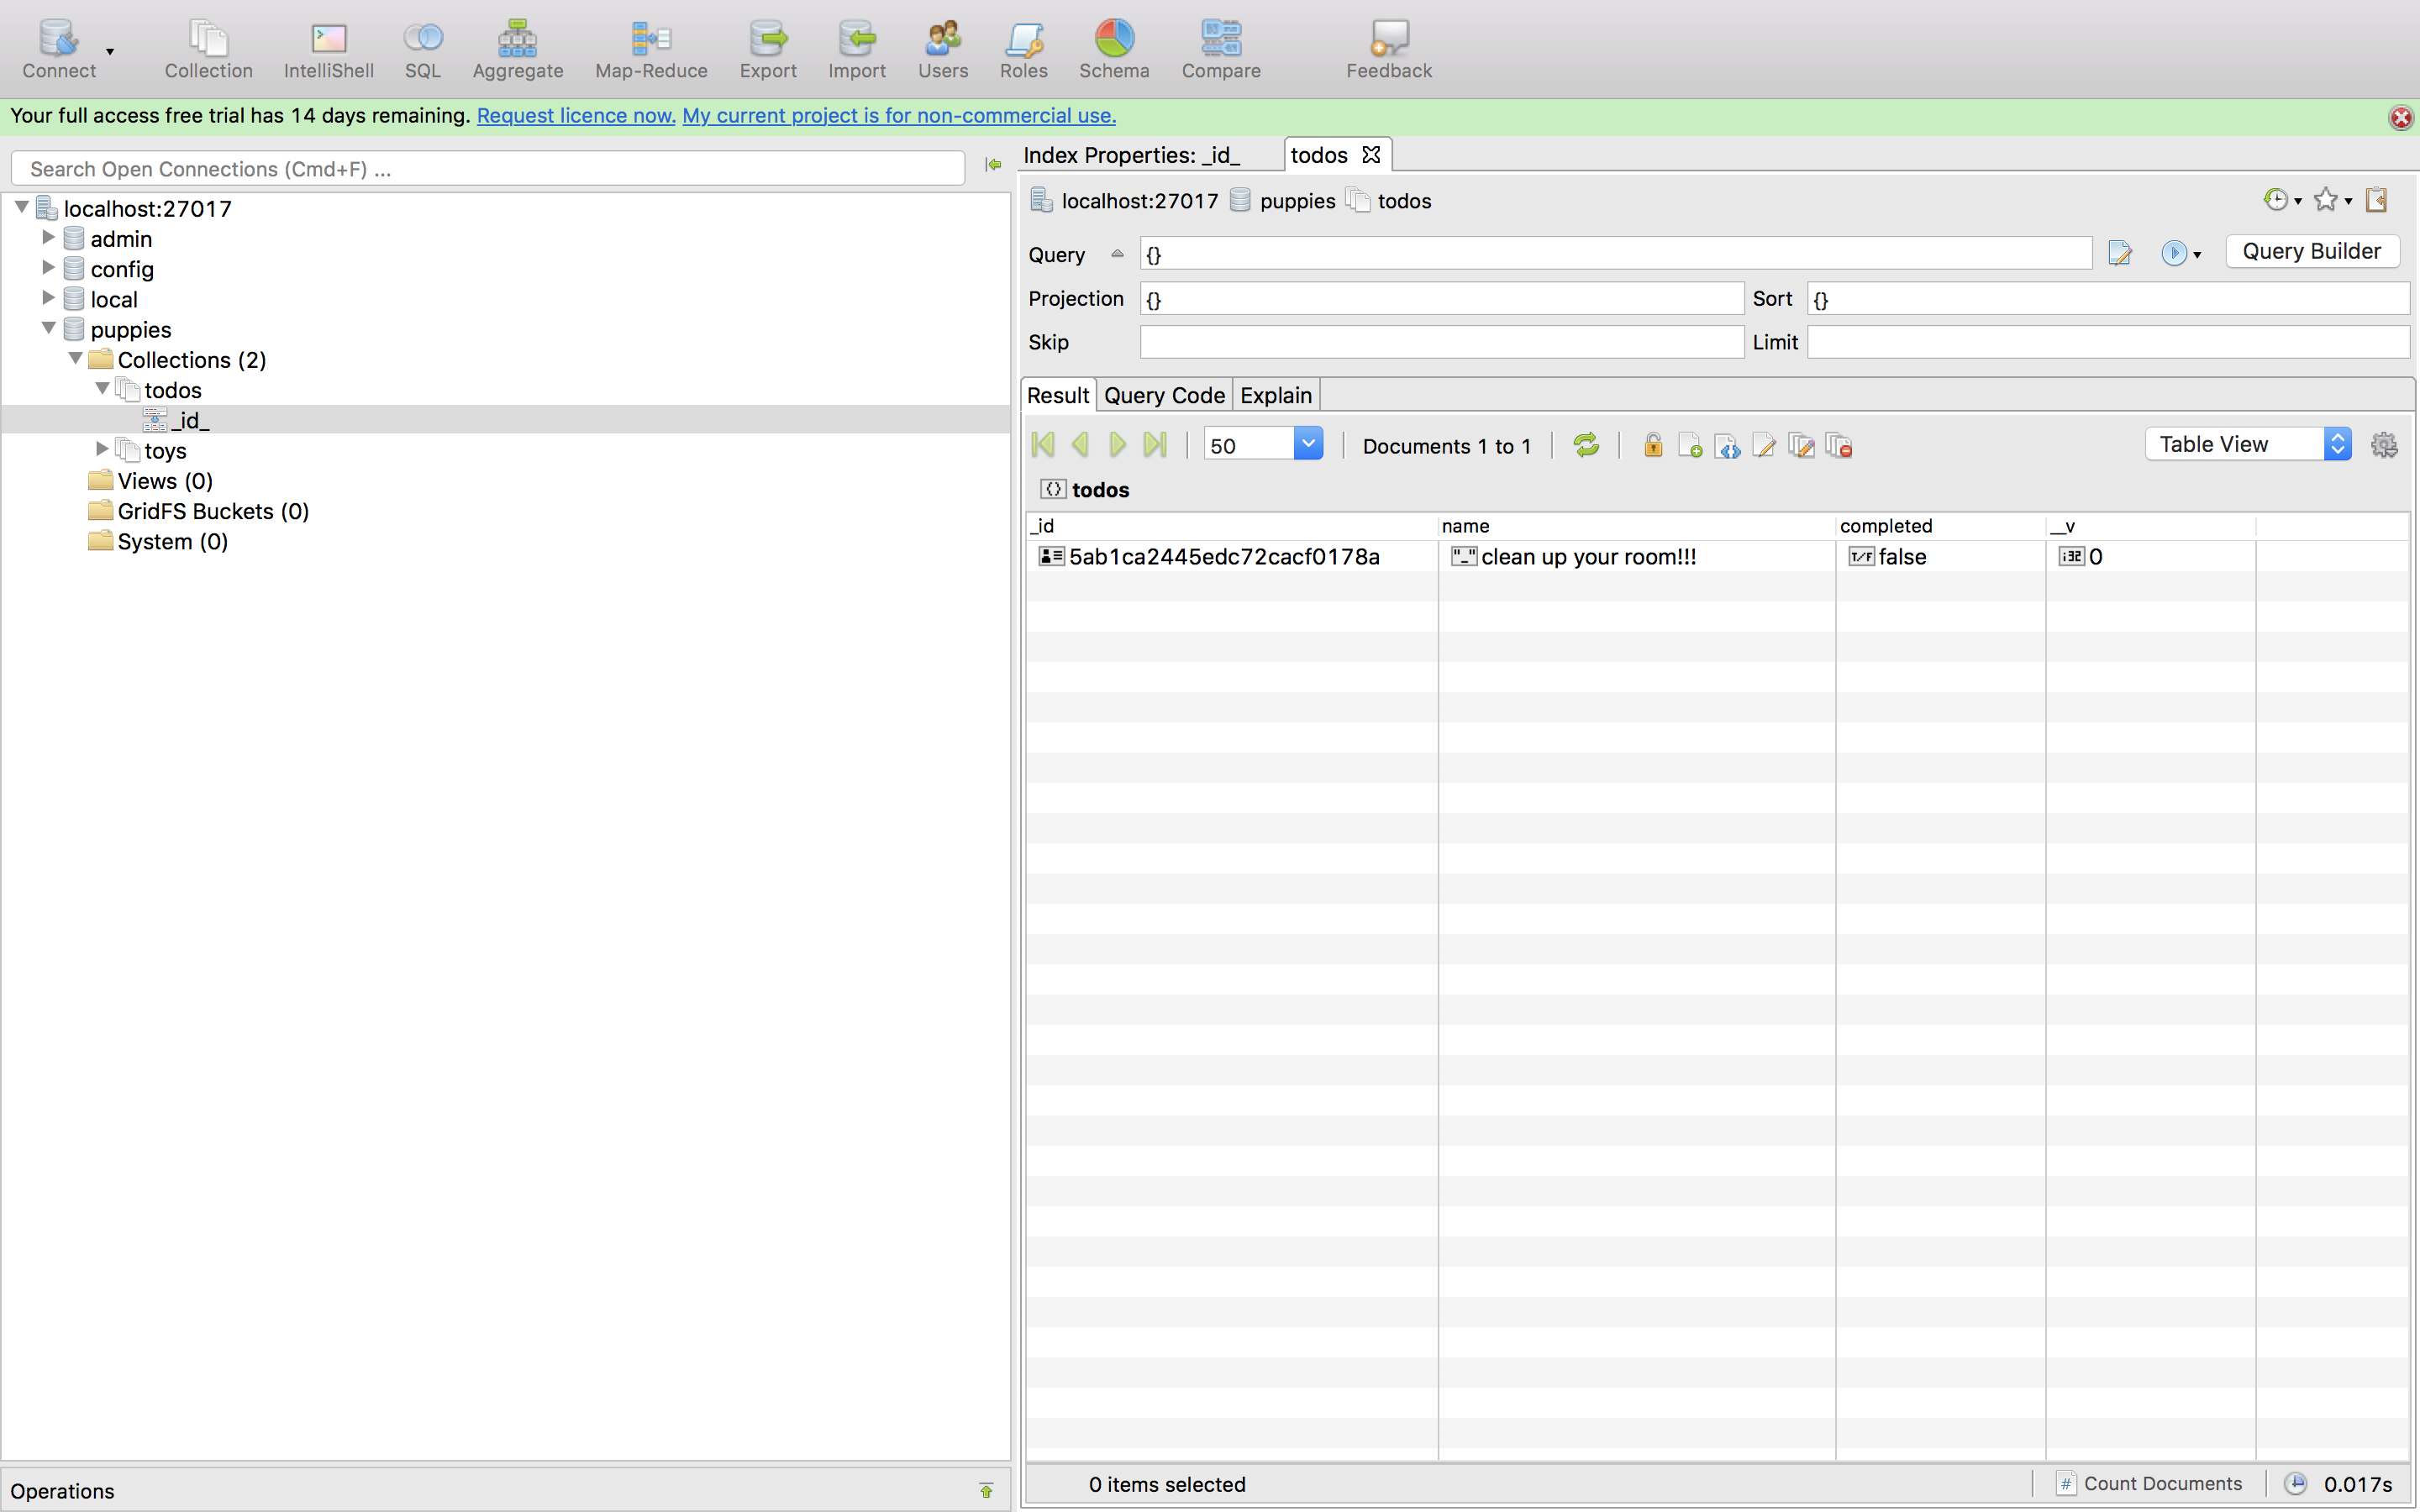 Connect Collection IntelliShell SQL Aggregate Map-Reduce Export Import Users Roles Schema Compare Feedback
Your full access free trial has 14 days remaining. Request licence now. My current project is for non-commercial use.
Search Open Connections (Cmd+F) ...
localhost:27017
admin
config
local
puppies
Collections (2)
todos
_id_
toys
Views (0)
GridFS Buckets (0)
System (0)
Operations
Index Properties: _id_ todos
localhost:27017 puppies todos
Query {} Query Builder
Projection {} Sort {}
Skip Limit
Result Query Code Explain
50 Documents 1 to 1 Table View
todos
_id name completed __v
5ab1ca2445edc72cacf0178a "_" clean up your room!!! T/F false i32 0
0 items selected # Count Documents 0.017s